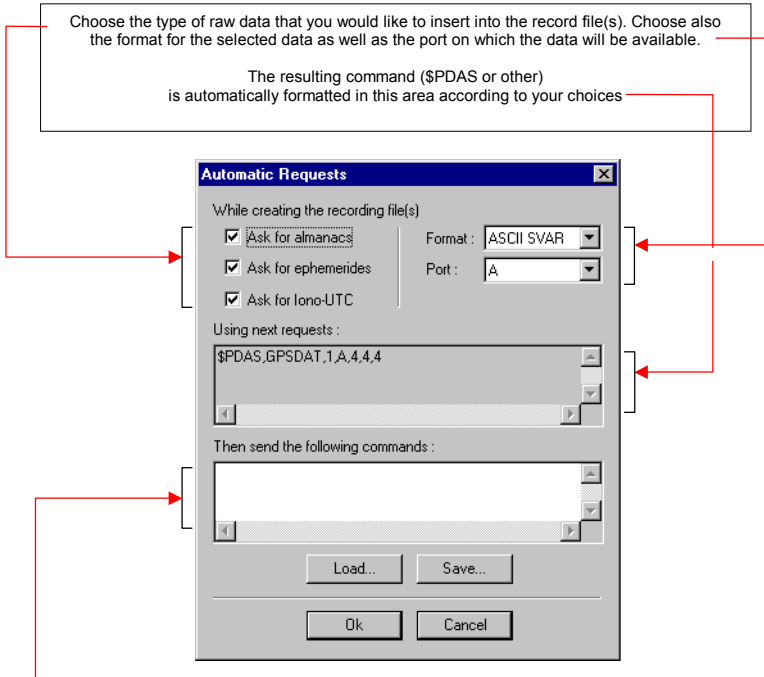 Choose the type of raw data that you would like to insert into the record file(s). Choose also
the format for the selected data as well as the port on which the data will be available.
The resulting command ($PDAS or other)
is automatically formatted in this area according to your choices
Automatic Requests
While creating the recording file(s)
Ask for almanacs
Format : ASCII SVAR
Ask for ephemerides
Port : A
Ask for Iono-UTC
Using next requests :
$PDAS,GPSDAT,1,A,4,4,4
Then send the following commands :
Load... Save...
Ok Cancel